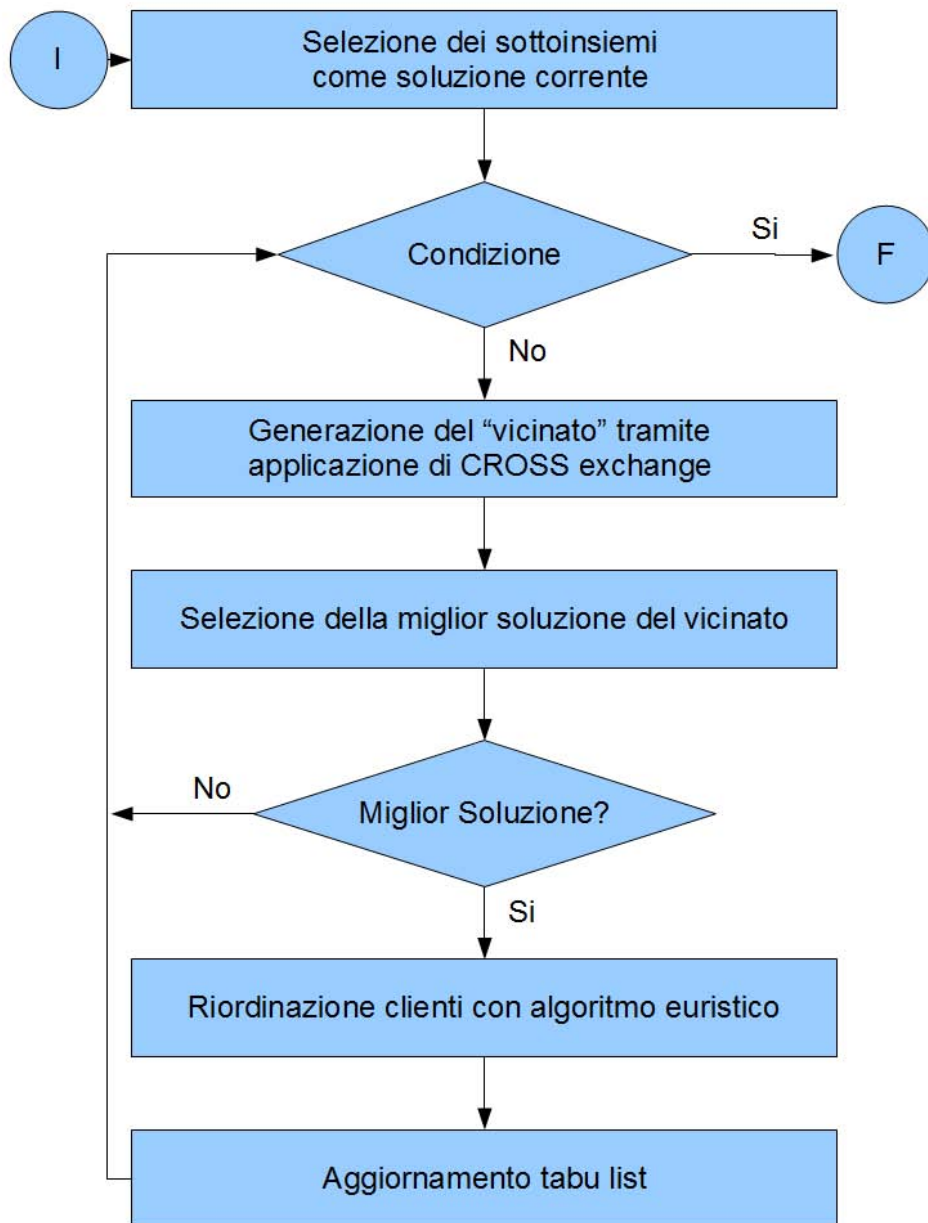 I
Selezione dei sottoinsiemi
come soluzione corrente
Condizione
Si
F
No
Generazione del “vicinato” tramite
applicazione di CROSS exchange
Selezione della miglior soluzione del vicinato
No
Miglior Soluzione?
Si
Riordinazione clienti con algoritmo euristico
Aggiornamento tabu list